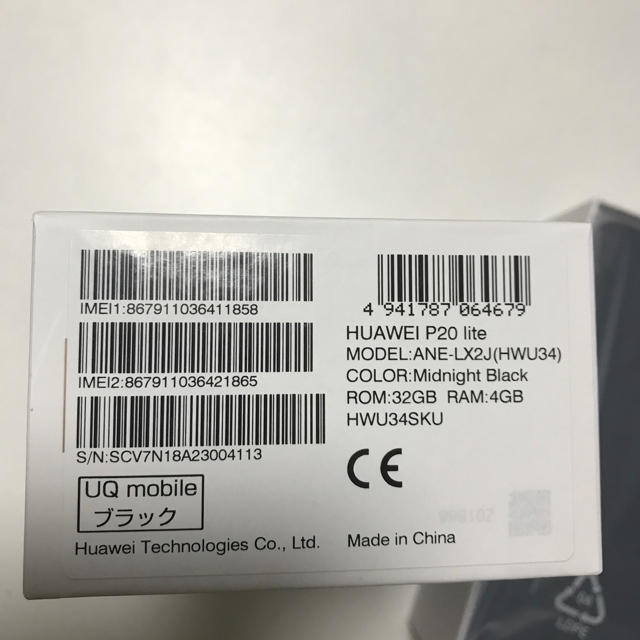 IMEI1:867911036411858
IMEI2:867911036421865
S/N:SCV7N18A23004113
UQ mobile
ブラック
Huawei Technologies Co., Ltd.
4 941787 064679
HUAWEI P20 lite
MODEL:ANE-LX2J(HWU34)
COLOR:Midnight Black
ROM:32GB RAM:4GB
HWU34SKU
CE
Made in China